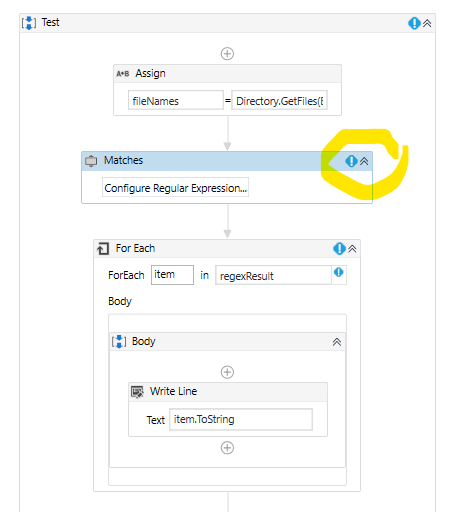 Test
A+B Assign
fileNames = Directory.GetFiles(E
Matches
Configure Regular Expression...
For Each
ForEach item in regexResult
Body
Body
Write Line
Text item.ToString